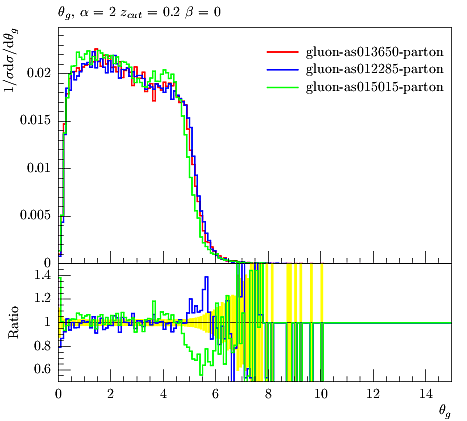 θg, α = 2 zcut = 0.2 β = 0
1/σdσ/dθg
gluon-as013650-parton
gluon-as012285-parton
gluon-as015015-parton
0.02
0.015
0.01
0.005
0
Ratio
1.4
1.2
1
0.8
0.6
0 2 4 6 8 10 12 14
θg